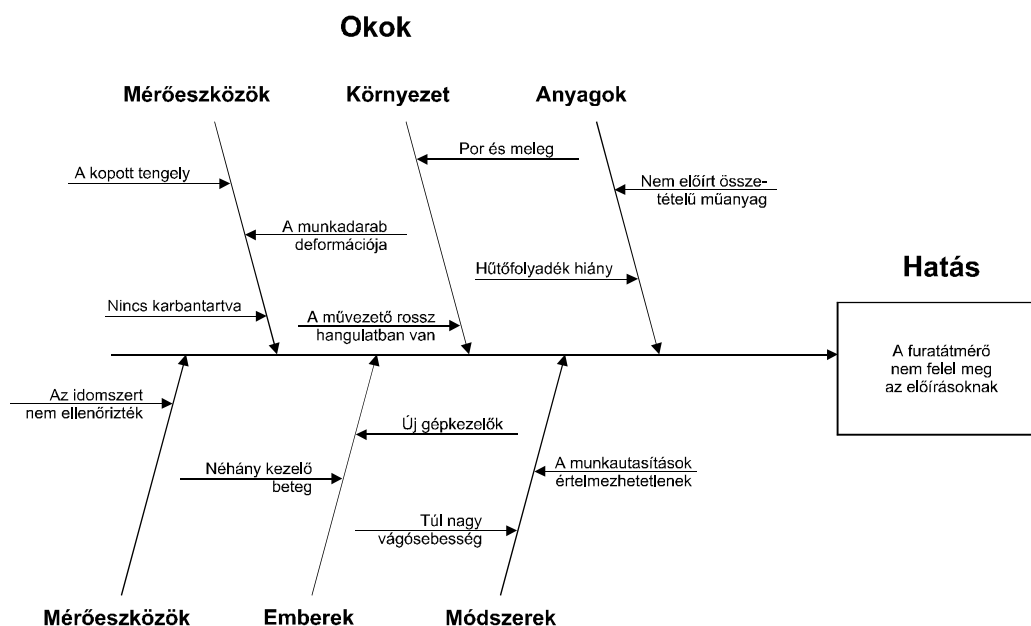 Okok
Mérőeszközök
Környezet
Anyagok
Por és meleg
A kopott tengely
Nem előírt össze-
tételű műanyag
A munkadarab
deformációja
Hűtőfolyadék hiány
Hatás
Nincs karbantartva
A művezető rossz
hangulatban van
A furatátmérő
nem felel meg
az előírásoknak
Az idomszert
nem ellenőrizték
Új gépkezelők
Néhány kezelő
beteg
A munkautasítások
értelmezhetetlenek
Túl nagy
vágósebesség
Mérőeszközök
Emberek
Módszerek